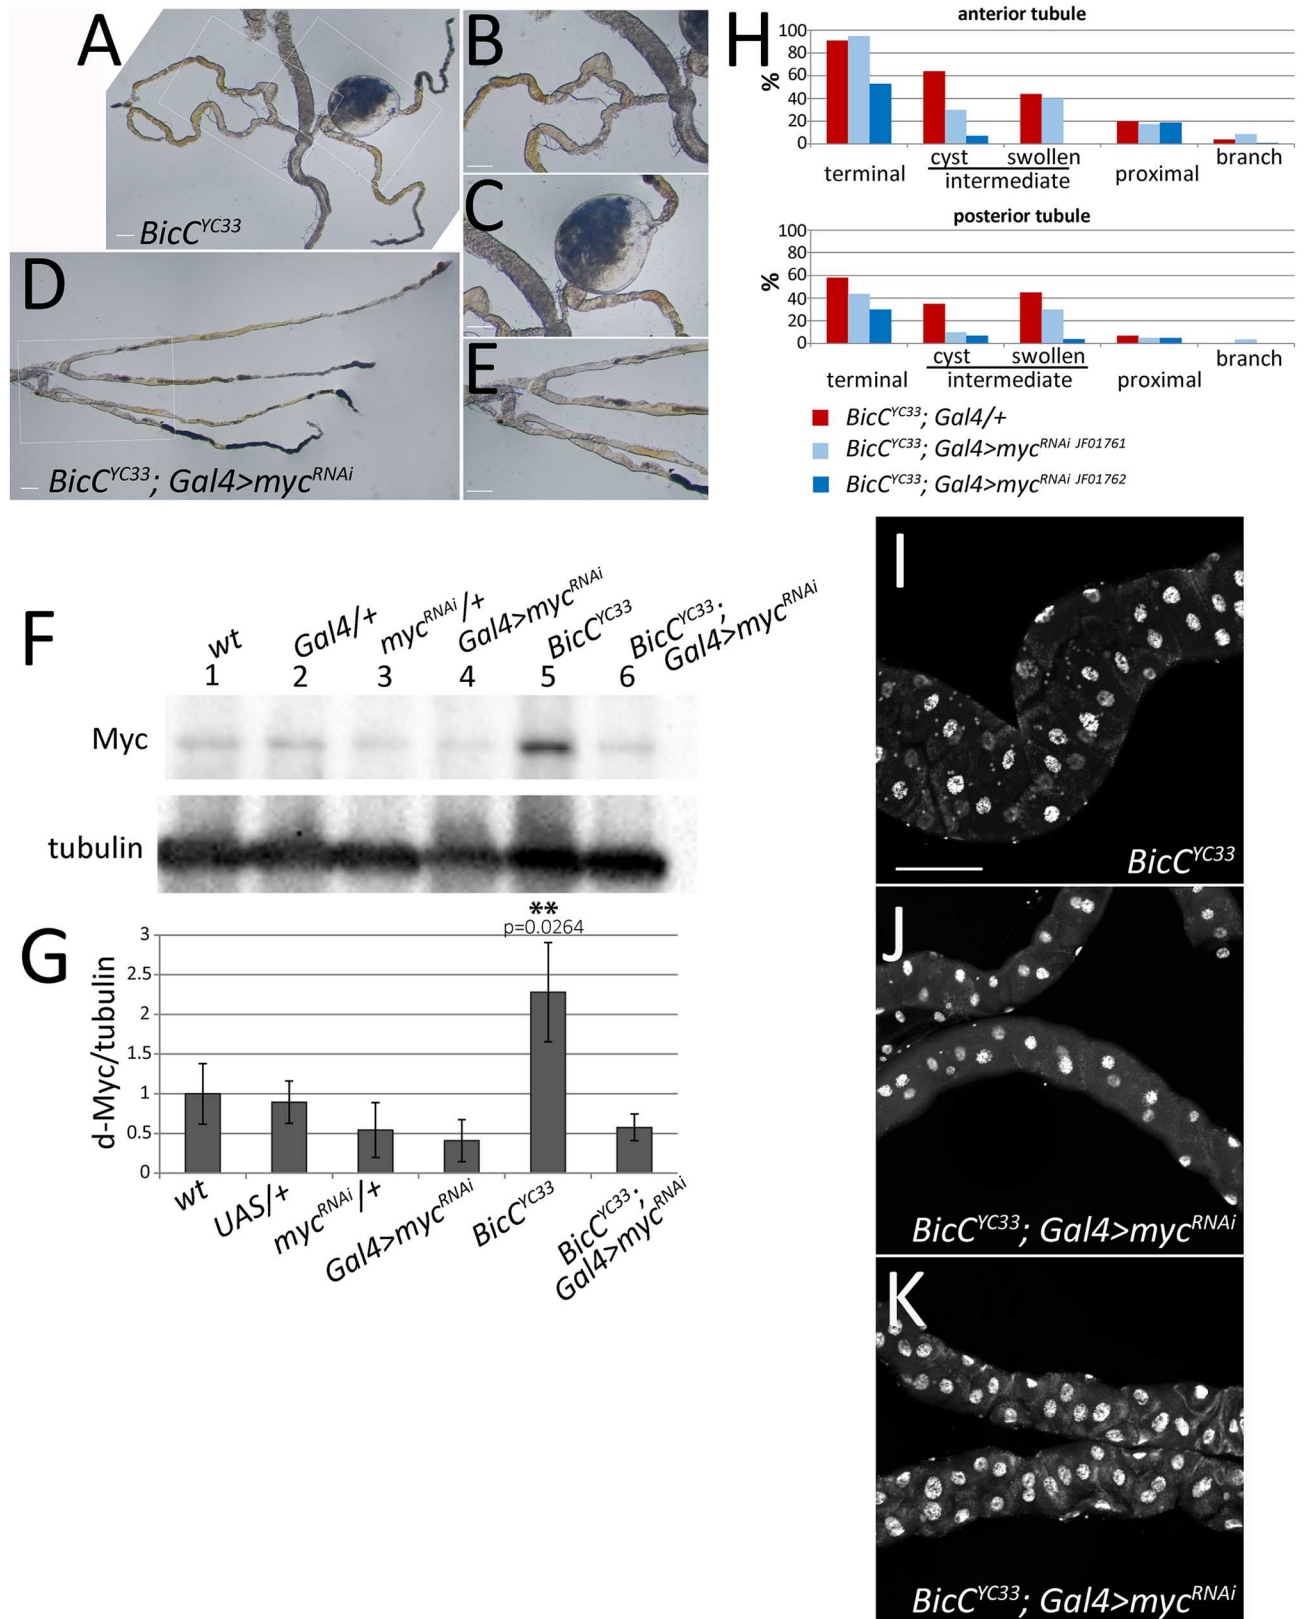 A
BicC^YC33
B
C
D
BicC^YC33; Gal4>myc^RNAi
E
H
anterior tubule
100
80
60
40
20
0
%
cyst swollen branch
terminal intermediate proximal
posterior tubule
100
80
60
40
20
0
%
cyst swollen branch
terminal intermediate proximal
BicC^YC33; Gal4/+
BicC^YC33; Gal4>myc^RNAi JF01761
BicC^YC33; Gal4>myc^RNAi JF01762
F
wt
Gal4/+
myc^RNAi/+
Gal4>myc^RNAi
BicC^YC33
BicC^YC33;
Gal4>myc^RNAi
1 2 3 4 5 6
Myc
tubulin
G
**
p=0.0264
3
2.5
2
1.5
1
0.5
0
d-Myc/tubulin
wt
UAS/+
myc^RNAi/+
Gal4>myc^RNAi
BicC^YC33
BicC^YC33;
Gal4>myc^RNAi
I
BicC^YC33
J
BicC^YC33; Gal4>myc^RNAi
K
BicC^YC33; Gal4>myc^RNAi